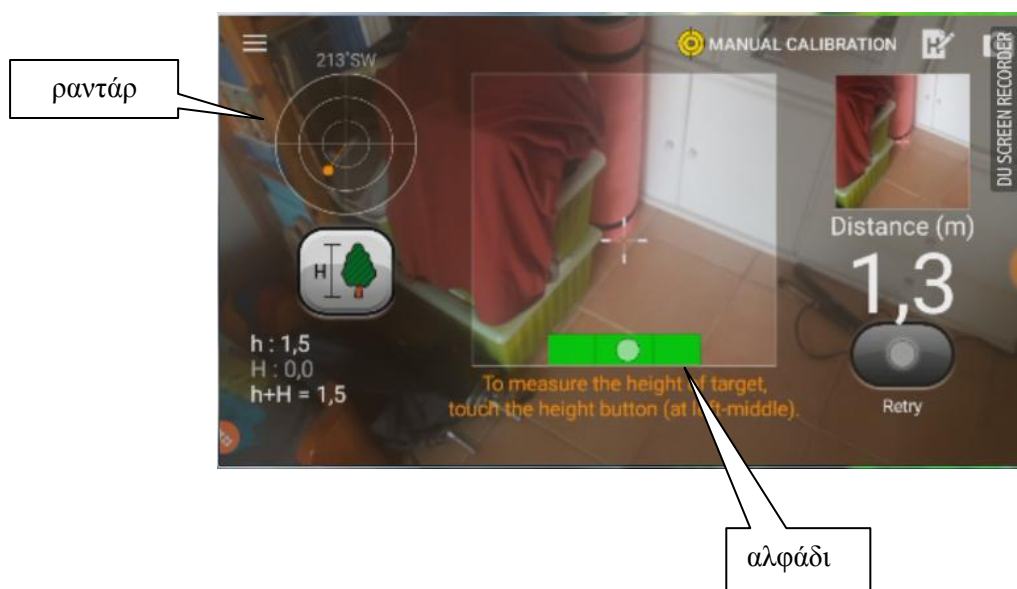 ραντάρ
213°SW
MANUAL CALIBRATION
H
DU SCREEN RECORDER
H
Distance (m)
1,3
Retry
h : 1,5
H : 0,0
h+H = 1,5
To measure the height of target,
touch the height button (at left-middle).
αλφάδι